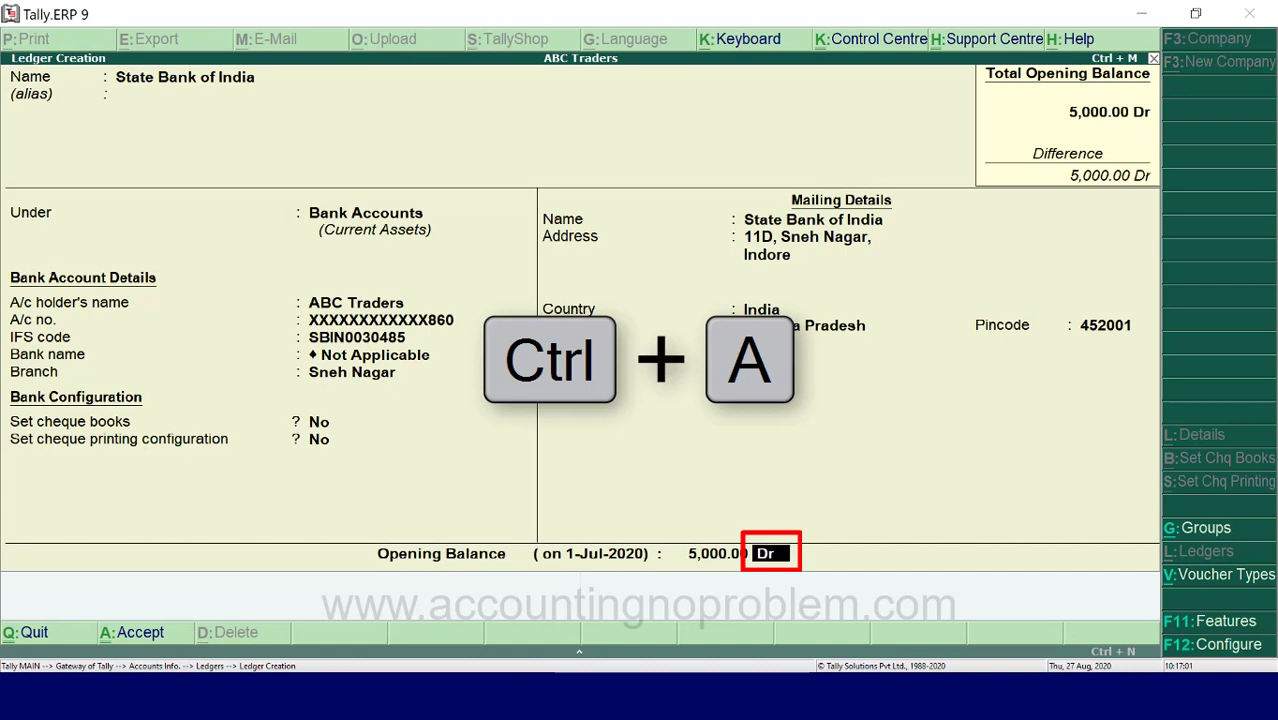 Tally.ERP 9
P: Print E: Export M: E-Mail O: Upload S: TallyShop G: Language K: Keyboard K: Control Centre H: Support Centre H: Help F3: Company
Ledger Creation ABC Traders Ctrl + M
F3: New Company
Name : State Bank of India
(alias) :
Total Opening Balance
5,000.00 Dr
Difference
5,000.00 Dr
Under : Bank Accounts
(Current Assets)
Bank Account Details
A/c holder's name : ABC Traders
A/c no. : XXXXXXXXXXXX860
IFS code : SBIN0030485
Bank name : ♦ Not Applicable
Branch : Sneh Nagar
Bank Configuration
Set cheque books ? No
Set cheque printing configuration ? No
Mailing Details
Name : State Bank of India
Address : 11D, Sneh Nagar,
Indore
Country : India
a Pradesh Pincode : 452001
Ctrl + A
L: Details
B: Set Chq Books
S: Set Chq Printing
G: Groups
L: Ledgers
V: Voucher Types
F11: Features
F12: Configure
Opening Balance ( on 1-Jul-2020) : 5,000.00 Dr
www.accountingnoproblem.com
Q: Quit A: Accept D: Delete
^ Ctrl + N
Tally MAIN --> Gateway of Tally --> Accounts Info. --> Ledgers --> Ledger Creation © Tally Solutions Pvt Ltd., 1988-2020 Thu, 27 Aug, 2020 10:17:01